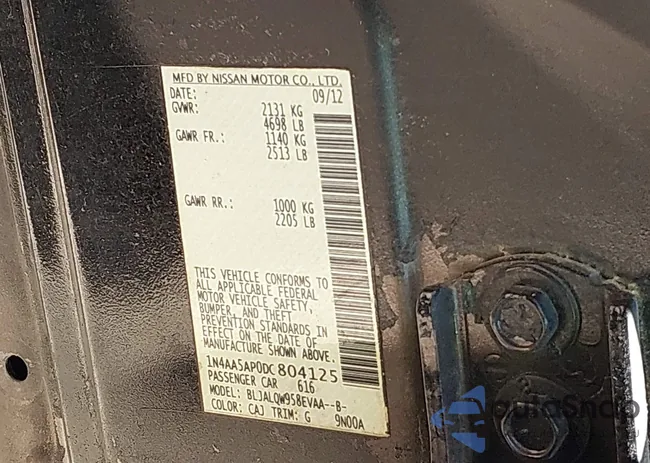 MFD BY NISSAN MOTOR CO., LTD.
DATE: 09/12
GVWR: 2131 KG
4698 LB
GAWR FR.: 1140 KG
2513 LB
GAWR RR.: 1000 KG
2205 LB
THIS VEHICLE CONFORMS TO
ALL APPLICABLE FEDERAL
MOTOR VEHICLE SAFETY,
BUMPER, AND THEFT
PREVENTION STANDARDS IN
EFFECT ON THE DATE OF
MANUFACTURE SHOWN ABOVE.
1N4AA5AP0DC804125
PASSENGER CAR 616
MODEL: BLJALQW958EVAA--B-
COLOR: CAJ TRIM: G 9N00A